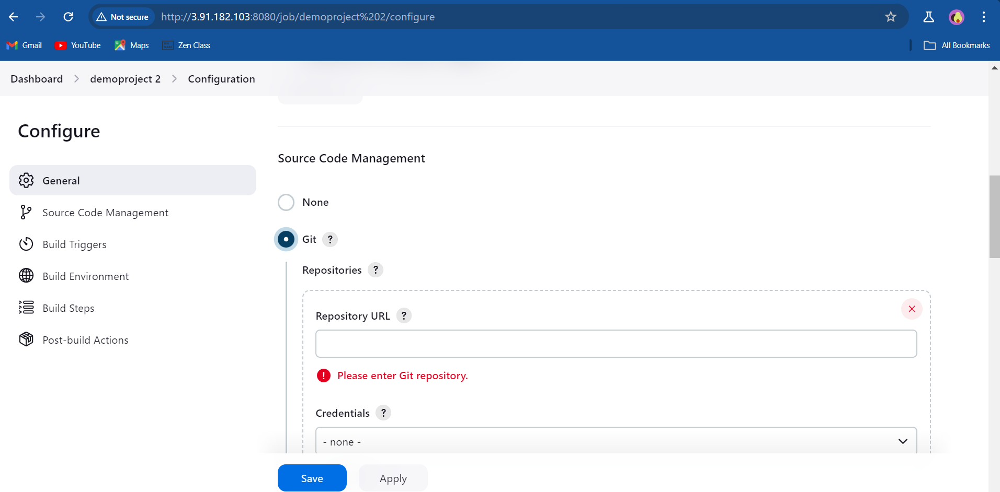 Not secure
http://3.91.182.103:8080/job/demoproject%202/configure
Gmail
YouTube
Maps
Zen Class
All Bookmarks
Dashboard
demoproject 2
Configuration
Configure
General
Source Code Management
Build Triggers
Build Environment
Build Steps
Post-build Actions
Source Code Management
None
Git ?
Repositories ?
Repository URL ?
Please enter Git repository.
Credentials ?
- none -
Save
Apply